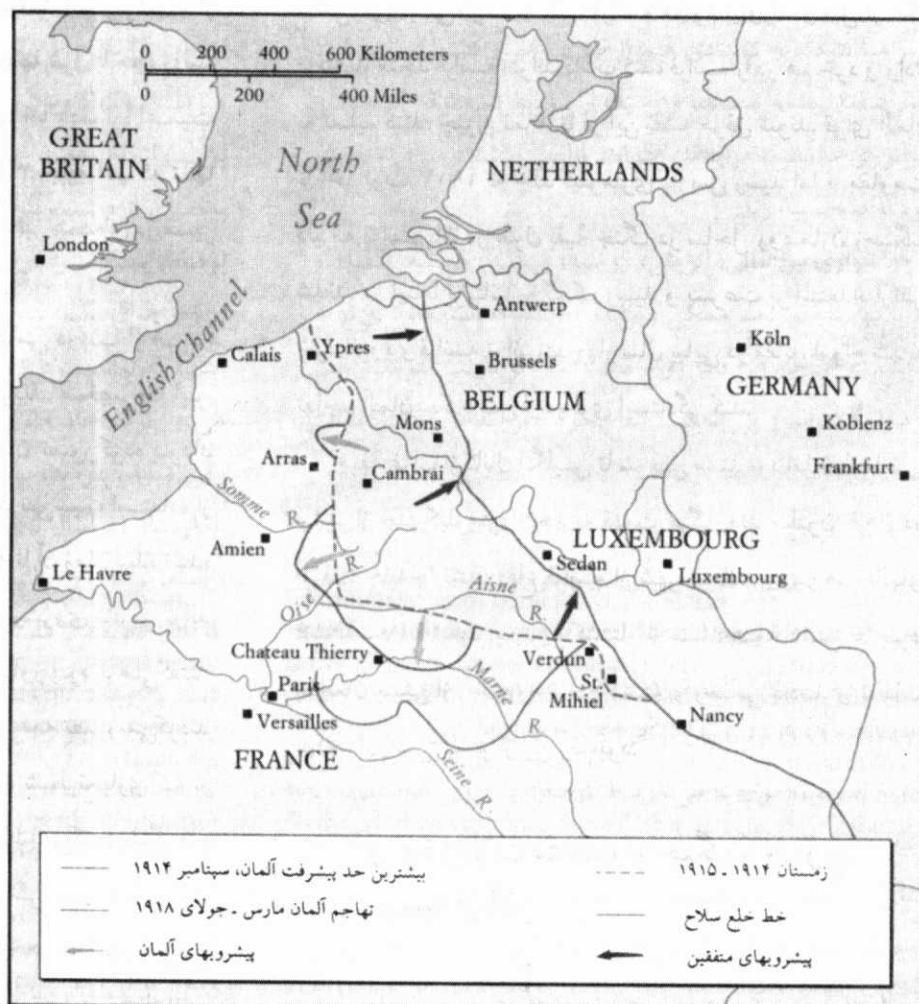 0 200 400 600 Kilometers
0 200 400 Miles
GREAT
BRITAIN
North
Sea
NETHERLANDS
London
English Channel
Antwerp
Calais
Ypres
Brussels
Köln
BELGIUM
GERMANY
Mons
Koblenz
Arras
Cambrai
Frankfurt
Somme R.
Amien
LUXEMBOURG
Sedan
Luxembourg
Le Havre
Oise R.
Aisne R.
Chateau Thierry
Verdun
Marne R.
St.
Mihiel
Paris
Versailles
Nancy
FRANCE
Seine R.
زمستان ۱۹۱۴ ـ ۱۹۱۵
بیشترین حد پیشرفت آلمان، سپتامبر ۱۹۱۴
خط خلع سلاح
تهاجم آلمان مارس ـ جولای ۱۹۱۸
پیشرویهای متفقین
پیشرویهای آلمان